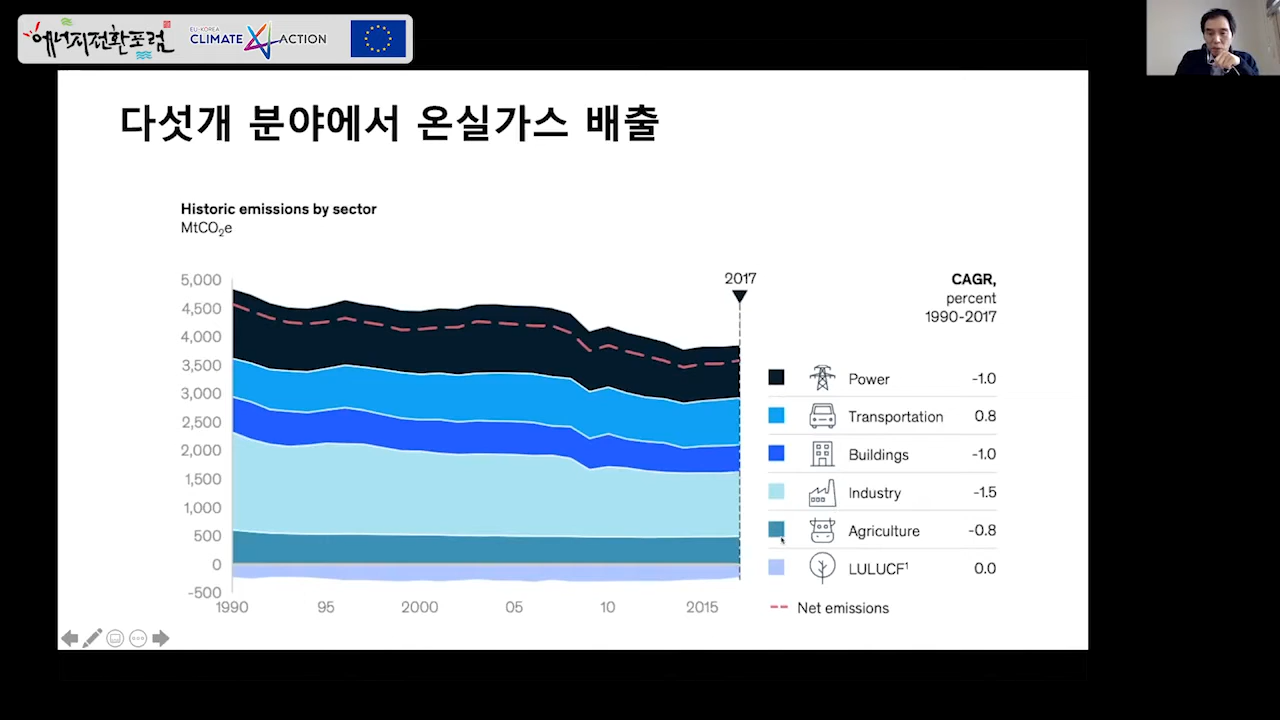 에너지전환포럼
EU-KOREA
CLIMATE ACTION
다섯개 분야에서 온실가스 배출
Historic emissions by sector
MtCO₂e
5,000
4,500
4,000
3,500
3,000
2,500
2,000
1,500
1,000
500
0
-500
1990
95
2000
05
10
2015
2017
CAGR,
percent
1990-2017
Power -1.0
Transportation 0.8
Buildings -1.0
Industry -1.5
Agriculture -0.8
LULUCF¹ 0.0
Net emissions